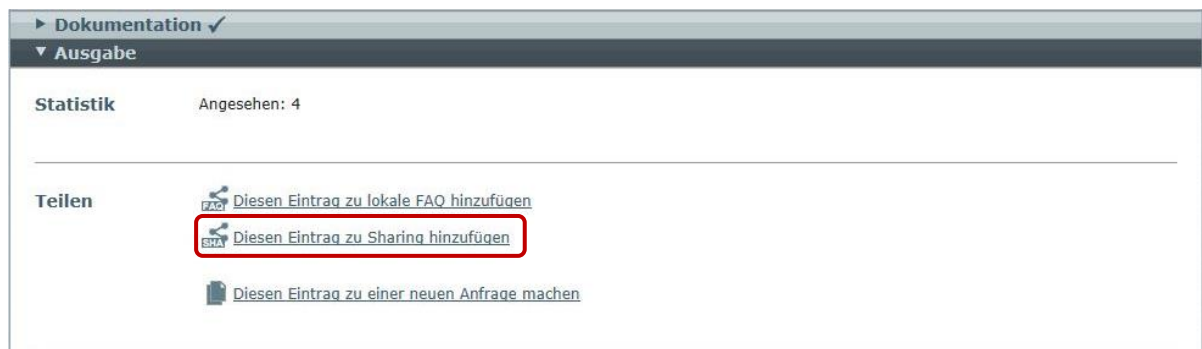 Dokumentation
Ausgabe
Statistik Angesehen: 4
Teilen FAQ Diesen Eintrag zu lokale FAQ hinzufügen
SHA Diesen Eintrag zu Sharing hinzufügen
Diesen Eintrag zu einer neuen Anfrage machen